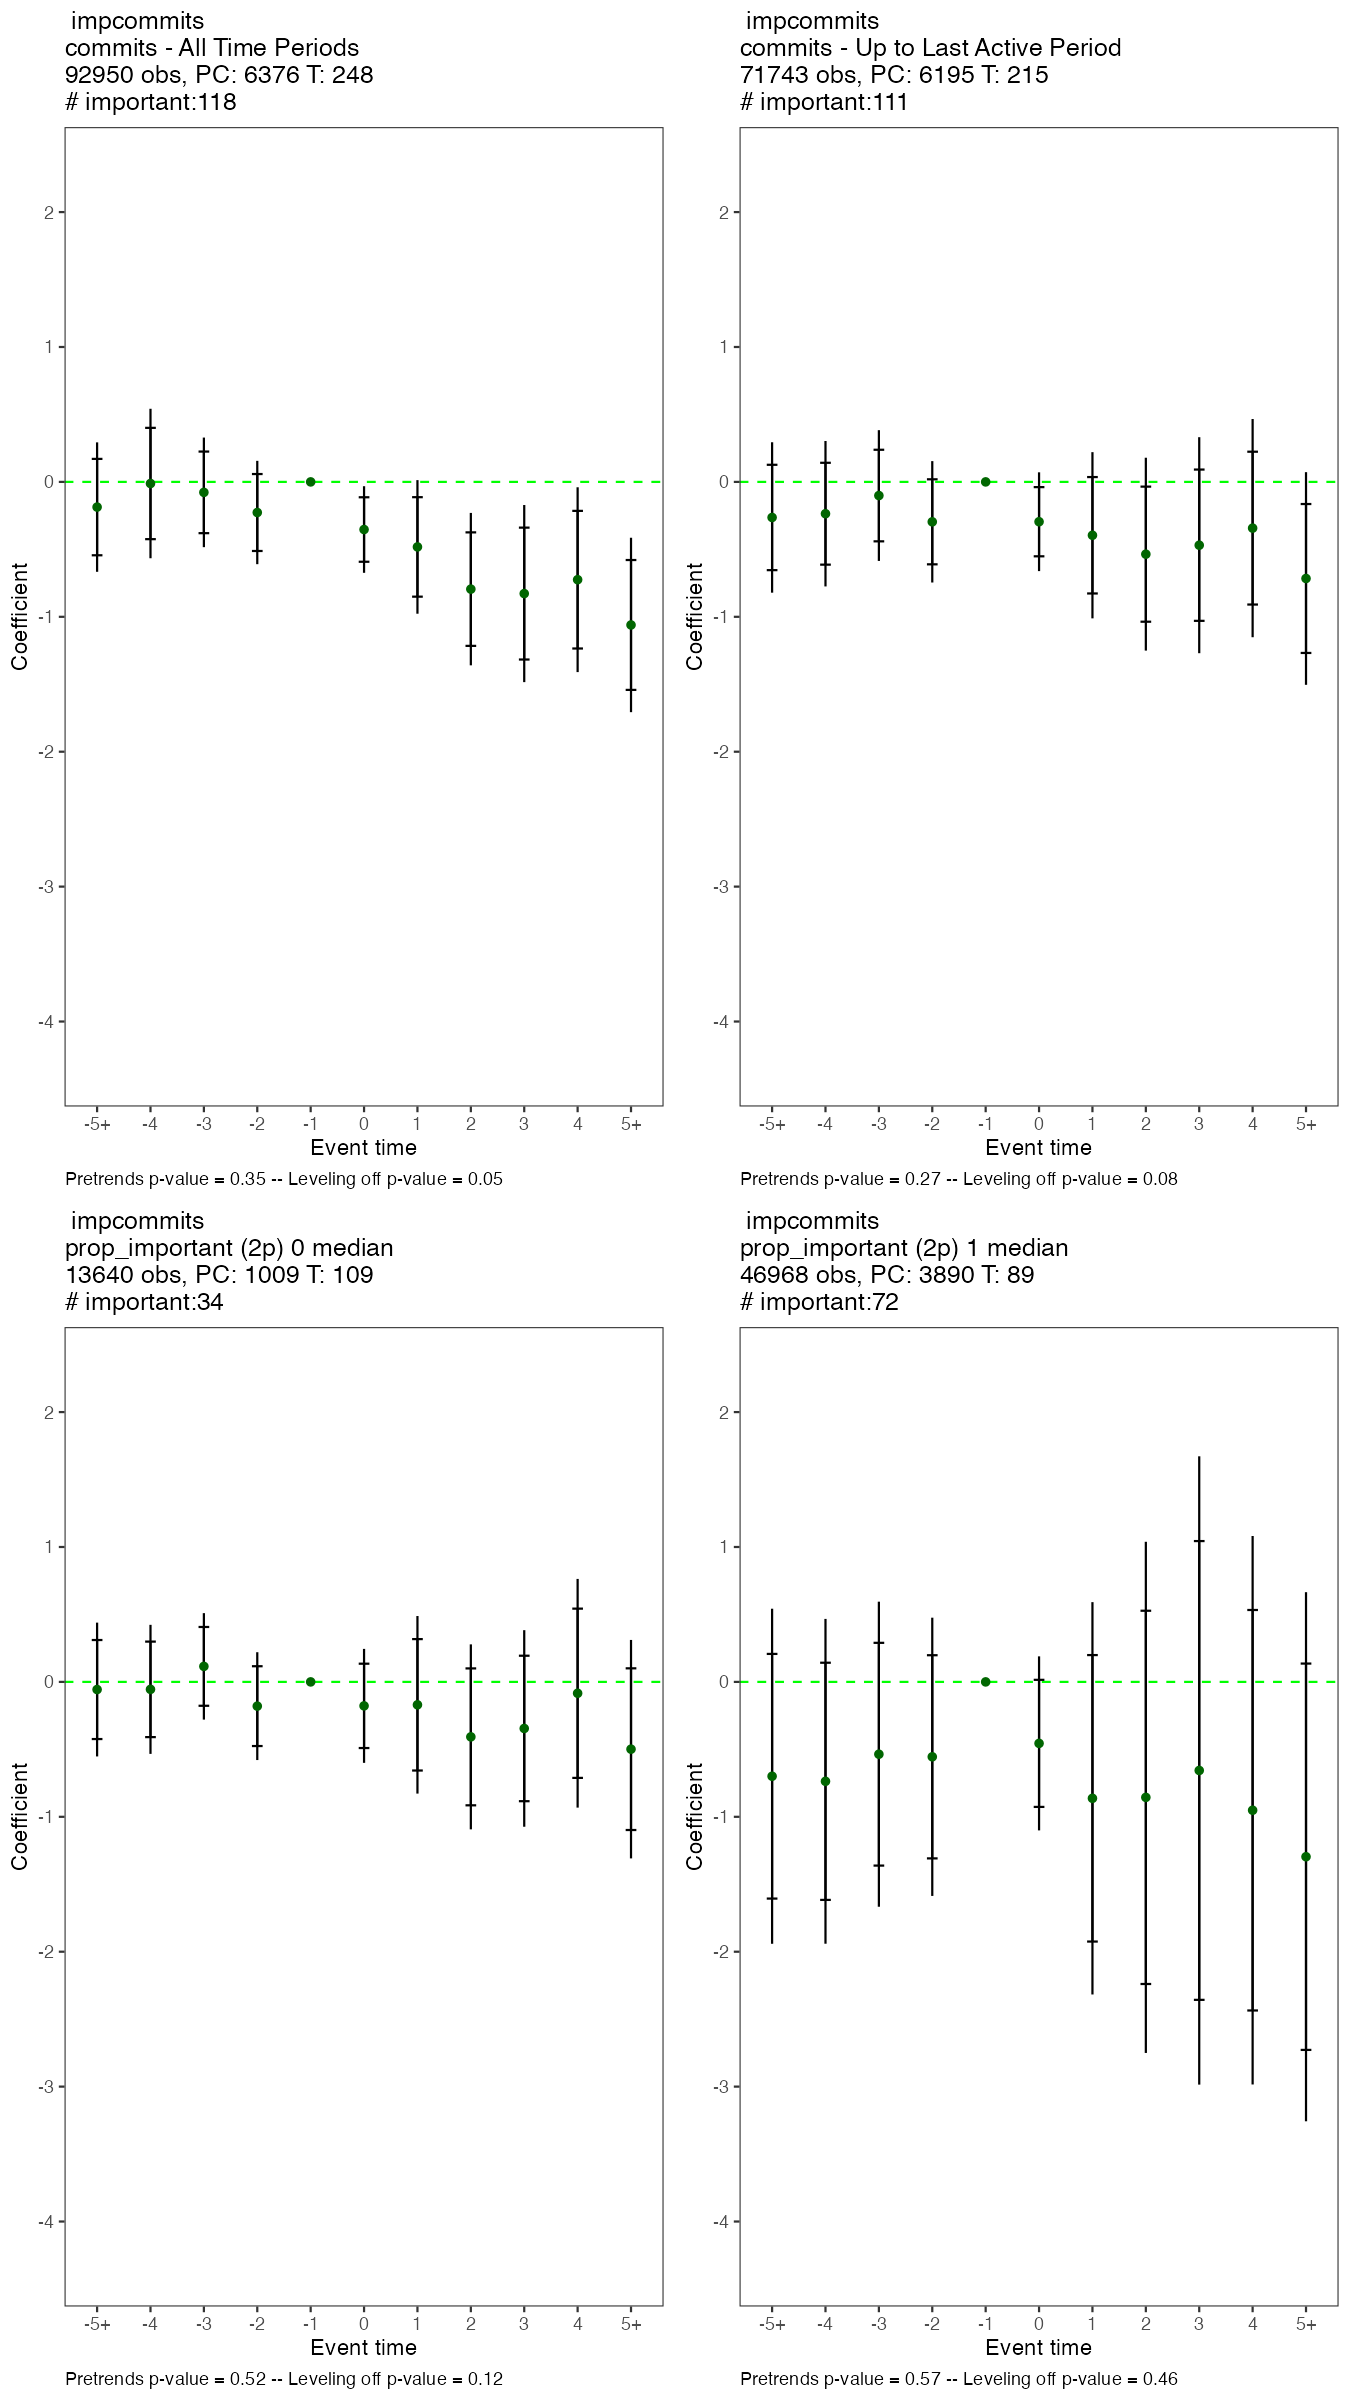 impcommits
commits - All Time Periods
92950 obs, PC: 6376 T: 248
# important:118
Coefficient
2
1
0
-1
-2
-3
-4
-5+ -4 -3 -2 -1 0 1 2 3 4 5+
Event time
Pretrends p-value = 0.35 -- Leveling off p-value = 0.05
impcommits
commits - Up to Last Active Period
71743 obs, PC: 6195 T: 215
# important:111
Coefficient
2
1
0
-1
-2
-3
-4
-5+ -4 -3 -2 -1 0 1 2 3 4 5+
Event time
Pretrends p-value = 0.27 -- Leveling off p-value = 0.08
impcommits
prop_important (2p) 0 median
13640 obs, PC: 1009 T: 109
# important:34
Coefficient
2
1
0
-1
-2
-3
-4
-5+ -4 -3 -2 -1 0 1 2 3 4 5+
Event time
Pretrends p-value = 0.52 -- Leveling off p-value = 0.12
impcommits
prop_important (2p) 1 median
46968 obs, PC: 3890 T: 89
# important:72
Coefficient
2
1
0
-1
-2
-3
-4
-5+ -4 -3 -2 -1 0 1 2 3 4 5+
Event time
Pretrends p-value = 0.57 -- Leveling off p-value = 0.46